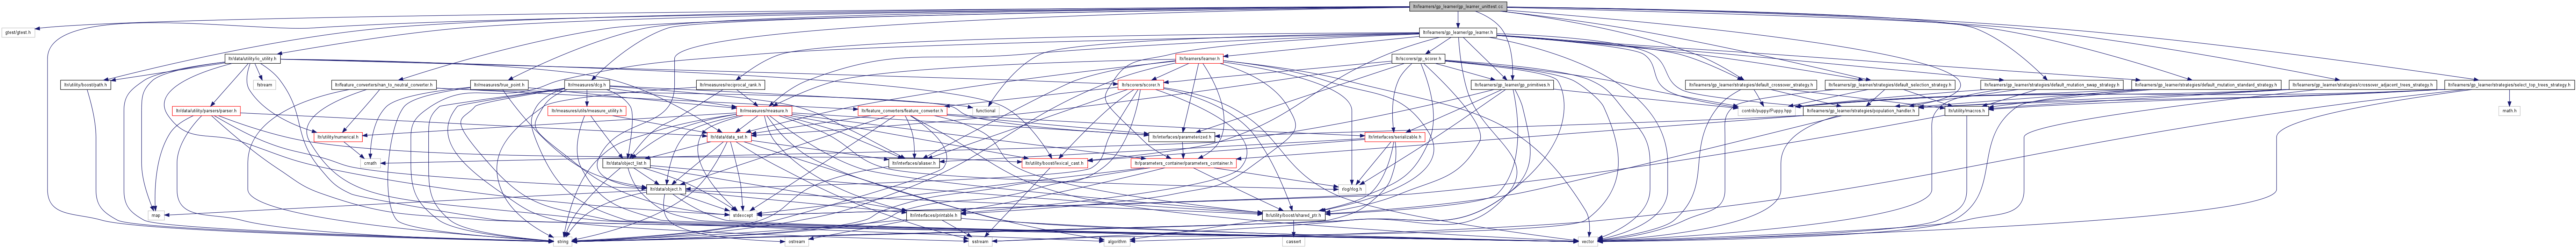 ltr/learners/gp_learner/gp_learner_unittest.cc
gtest/gtest.h
ltr/learners/gp_learner/gp_learner.h
ltr/data/utility/io_utility.h
ltr/learners/learner.h
ltr/scorers/gp_scorer.h
ltr/utility/boost/path.h
fstream
ltr/feature_converters/nan_to_neutral_converter.h
ltr/measures/true_point.h
ltr/measures/dcg.h
ltr/measures/reciprocal_rank.h
ltr/scorers/scorer.h
ltr/learners/gp_learner/gp_primitives.h
ltr/learners/gp_learner/strategies/default_crossover_strategy.h
ltr/learners/gp_learner/strategies/default_selection_strategy.h
ltr/learners/gp_learner/strategies/default_mutation_swap_strategy.h
ltr/learners/gp_learner/strategies/default_mutation_standard_strategy.h
ltr/learners/gp_learner/strategies/crossover_adjacent_trees_strategy.h
ltr/learners/gp_learner/strategies/select_top_trees_strategy.h
ltr/data/utility/parsers/parser.h
ltr/measures/utils/measure_utility.h
ltr/measures/measure.h
ltr/feature_converters/feature_converter.h
functional
contrib/puppy/Puppy.hpp
ltr/learners/gp_learner/strategies/population_handler.h
ltr/utility/macros.h
math.h
ltr/utility/numerical.h
ltr/data/data_set.h
ltr/interfaces/parameterized.h
ltr/interfaces/serializable.h
cmath
ltr/data/object_list.h
ltr/interfaces/aliaser.h
ltr/utility/boost/lexical_cast.h
ltr/parameters_container/parameters_container.h
ltr/data/object.h
rlog/rlog.h
map
stdexcept
ltr/interfaces/printable.h
ltr/utility/boost/shared_ptr.h
string
ostream
sstream
algorithm
cassert
vector